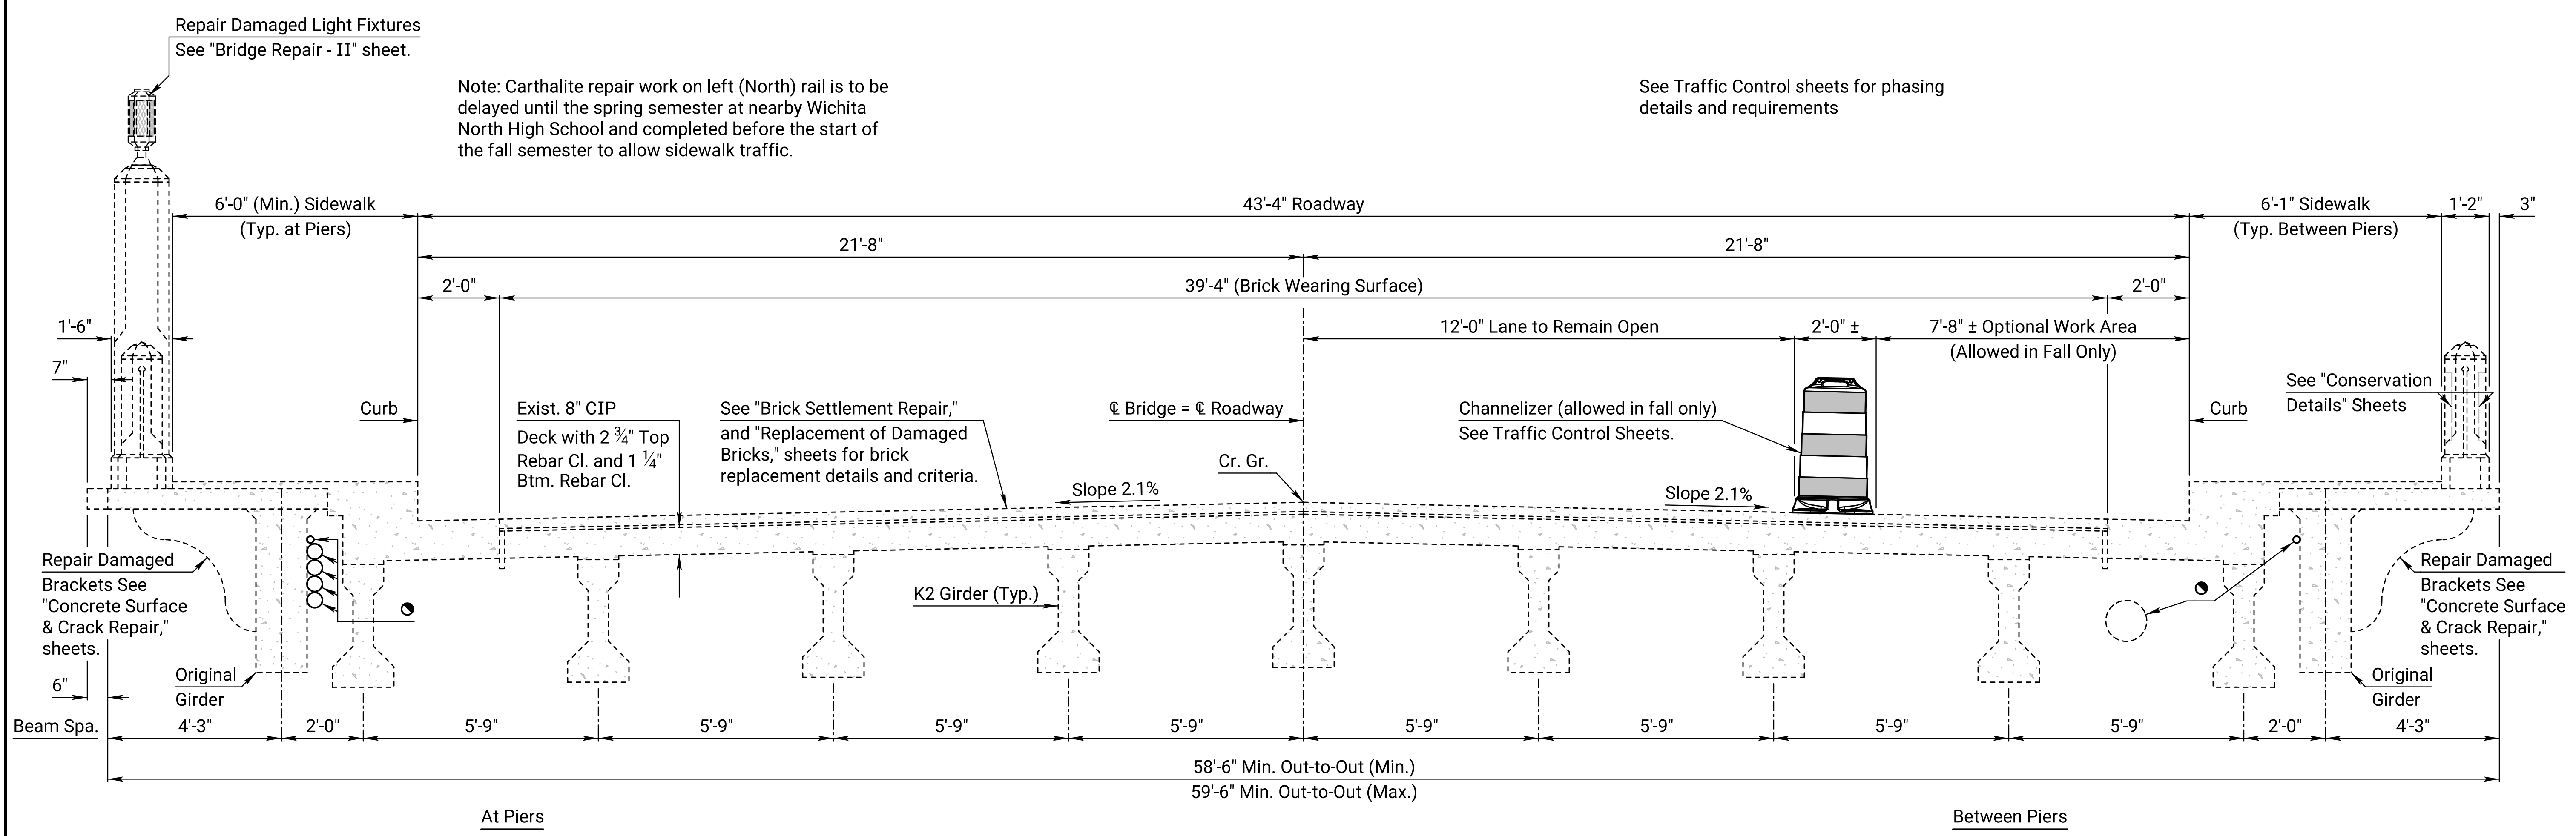 Repair Damaged Light Fixtures
See "Bridge Repair - II" sheet.
Note: Carthalite repair work on left (North) rail is to be
delayed until the spring semester at nearby Wichita
North High School and completed before the start of
the fall semester to allow sidewalk traffic.
See Traffic Control sheets for phasing
details and requirements
6'-0" (Min.) Sidewalk
(Typ. at Piers)
43'-4" Roadway
6'-1" Sidewalk
(Typ. Between Piers)
1'-2"
3"
21'-8"
21'-8"
2'-0"
39'-4" (Brick Wearing Surface)
2'-0"
1'-6"
12'-0" Lane to Remain Open
2'-0" ±
7'-8" ± Optional Work Area
(Allowed in Fall Only)
7"
Curb
Exist. 8" CIP
Deck with 2 3/4" Top
Rebar Cl. and 1 1/4"
Btm. Rebar Cl.
See "Brick Settlement Repair,"
and "Replacement of Damaged
Bricks," sheets for brick
replacement details and criteria.
℄ Bridge = ℄ Roadway
Channelizer (allowed in fall only)
See Traffic Control Sheets.
Curb
See "Conservation
Details" Sheets
Cr. Gr.
Slope 2.1%
Slope 2.1%
Repair Damaged
Brackets See
"Concrete Surface
& Crack Repair,"
sheets.
K2 Girder (Typ.)
Repair Damaged
Brackets See
"Concrete Surface
& Crack Repair,"
sheets.
Original
Girder
Original
Girder
6"
Beam Spa.
4'-3"
2'-0"
5'-9"
5'-9"
5'-9"
5'-9"
5'-9"
5'-9"
5'-9"
5'-9"
2'-0"
4'-3"
58'-6" Min. Out-to-Out (Min.)
59'-6" Min. Out-to-Out (Max.)
At Piers
Between Piers